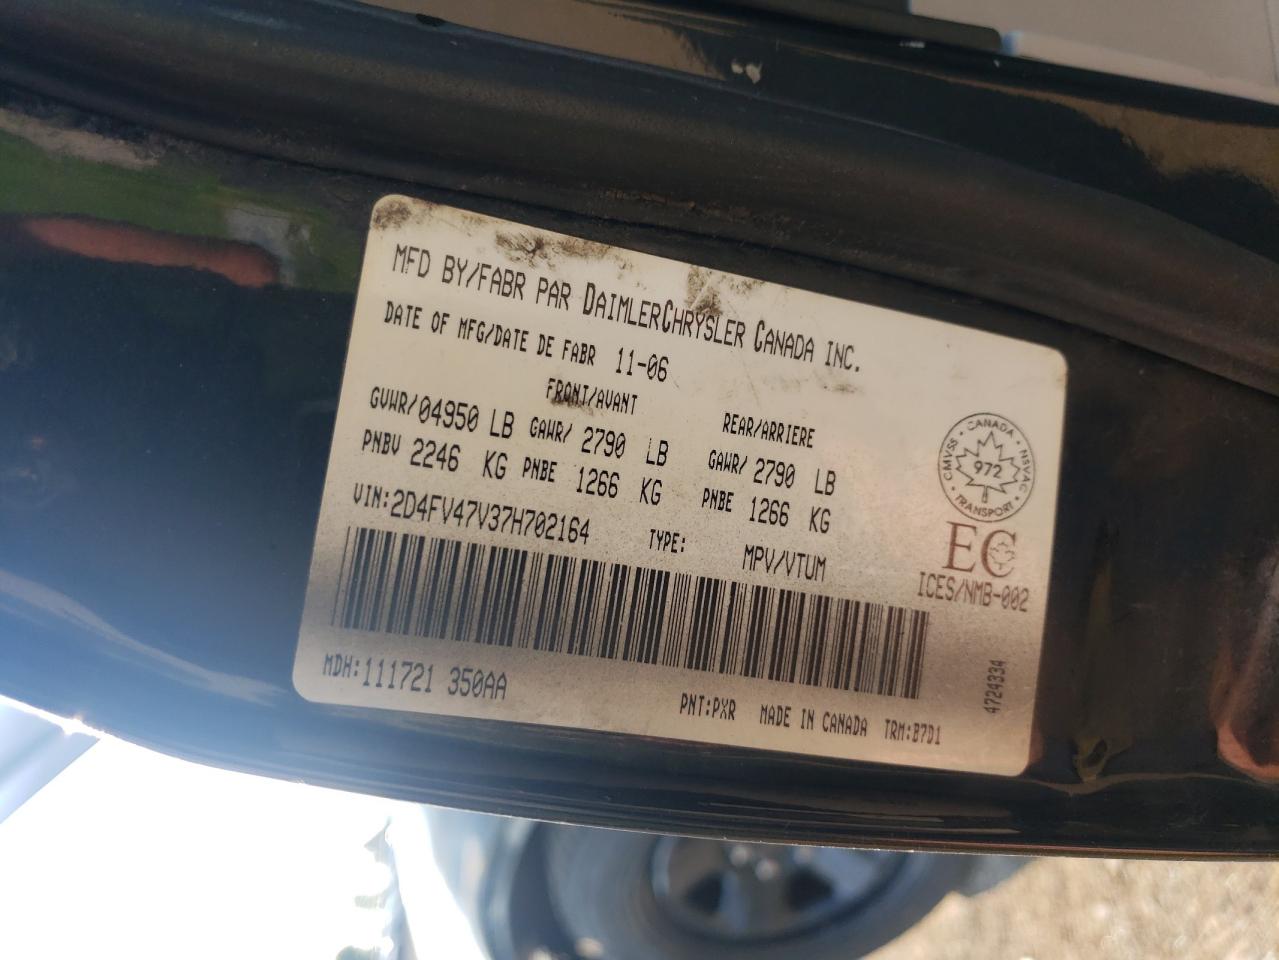 MFD BY/FABR PAR DAIMLERCHRYSLER CANADA INC.
DATE OF MFG/DATE DE FABR 11-06
FRONT/AVANT REAR/ARRIERE
GVWR/04950 LB GAWR/ 2790 LB GAWR/ 2790 LB
PNBV 2246 KG PNBE 1266 KG PNBE 1266 KG
VIN:2D4FV47V37H702164 TYPE: MPV/VTUM
CANADA
CMVSS 972 NSVAC
TRANSPORT
EC
ICES/NMB-002
MDH:111721 350AA
PNT:PXR MADE IN CANADA TRM:B7D1
4724334